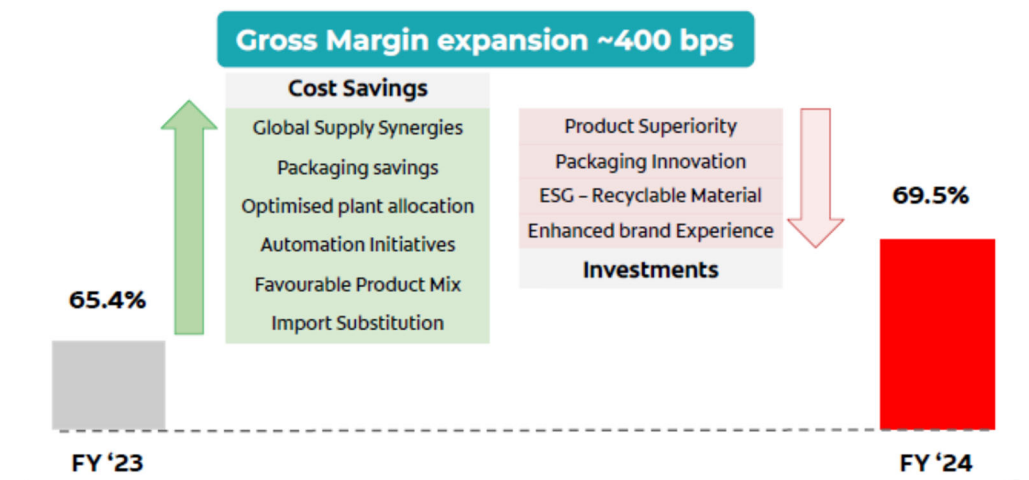 Gross Margin expansion ~400 bps
Cost Savings
Global Supply Synergies
Packaging savings
Optimised plant allocation
Automation Initiatives
Favourable Product Mix
Import Substitution
Product Superiority
Packaging Innovation
ESG – Recyclable Material
Enhanced brand Experience
Investments
65.4%
69.5%
FY ‘23
FY ‘24